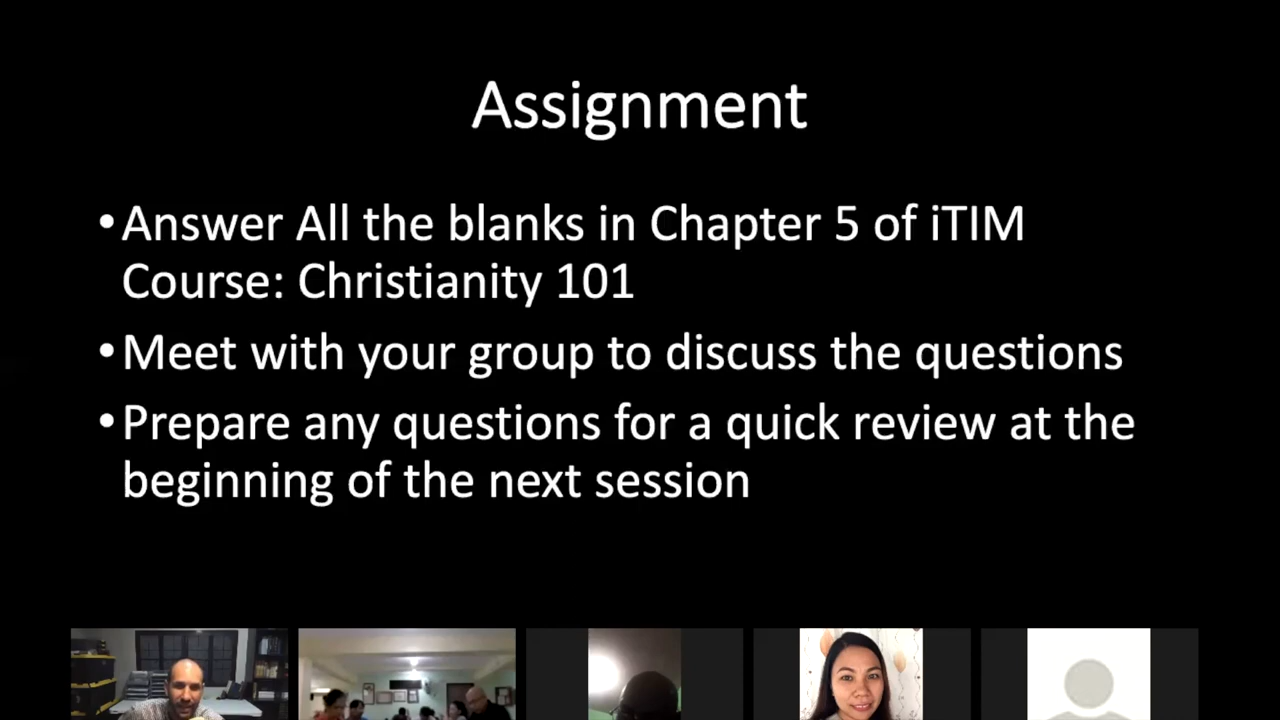 Assignment
•Answer All the blanks in Chapter 5 of iTIM
Course: Christianity 101
•Meet with your group to discuss the questions
•Prepare any questions for a quick review at the
beginning of the next session